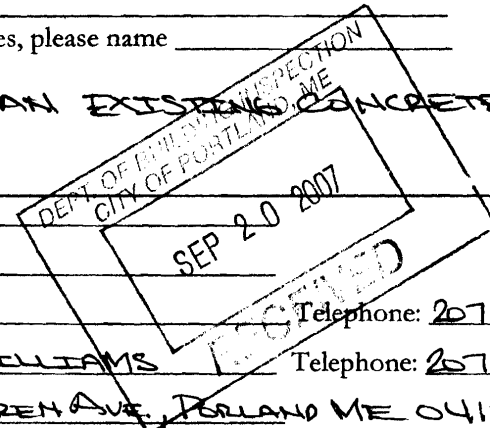 es, please name
AN EXISTING CONCRETE
DEPT. OF BUILDING INSPECTION
CITY OF PORTLAND, ME
SEP 20 2007
RECEIVED
Telephone: 207
ILLIAMS Telephone: 207
REN AVE., PORLAND ME 041